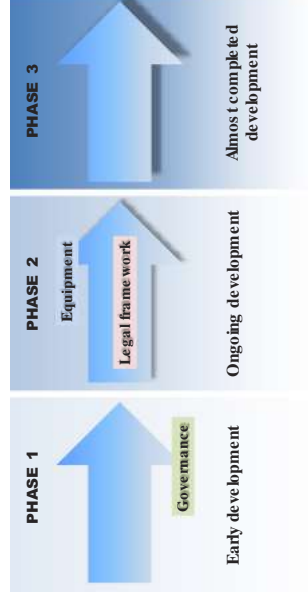 PHASE 1
Governance
Early development
PHASE 2
Equipment
Legal framework
Ongoing development
PHASE 3
Almost completed
development